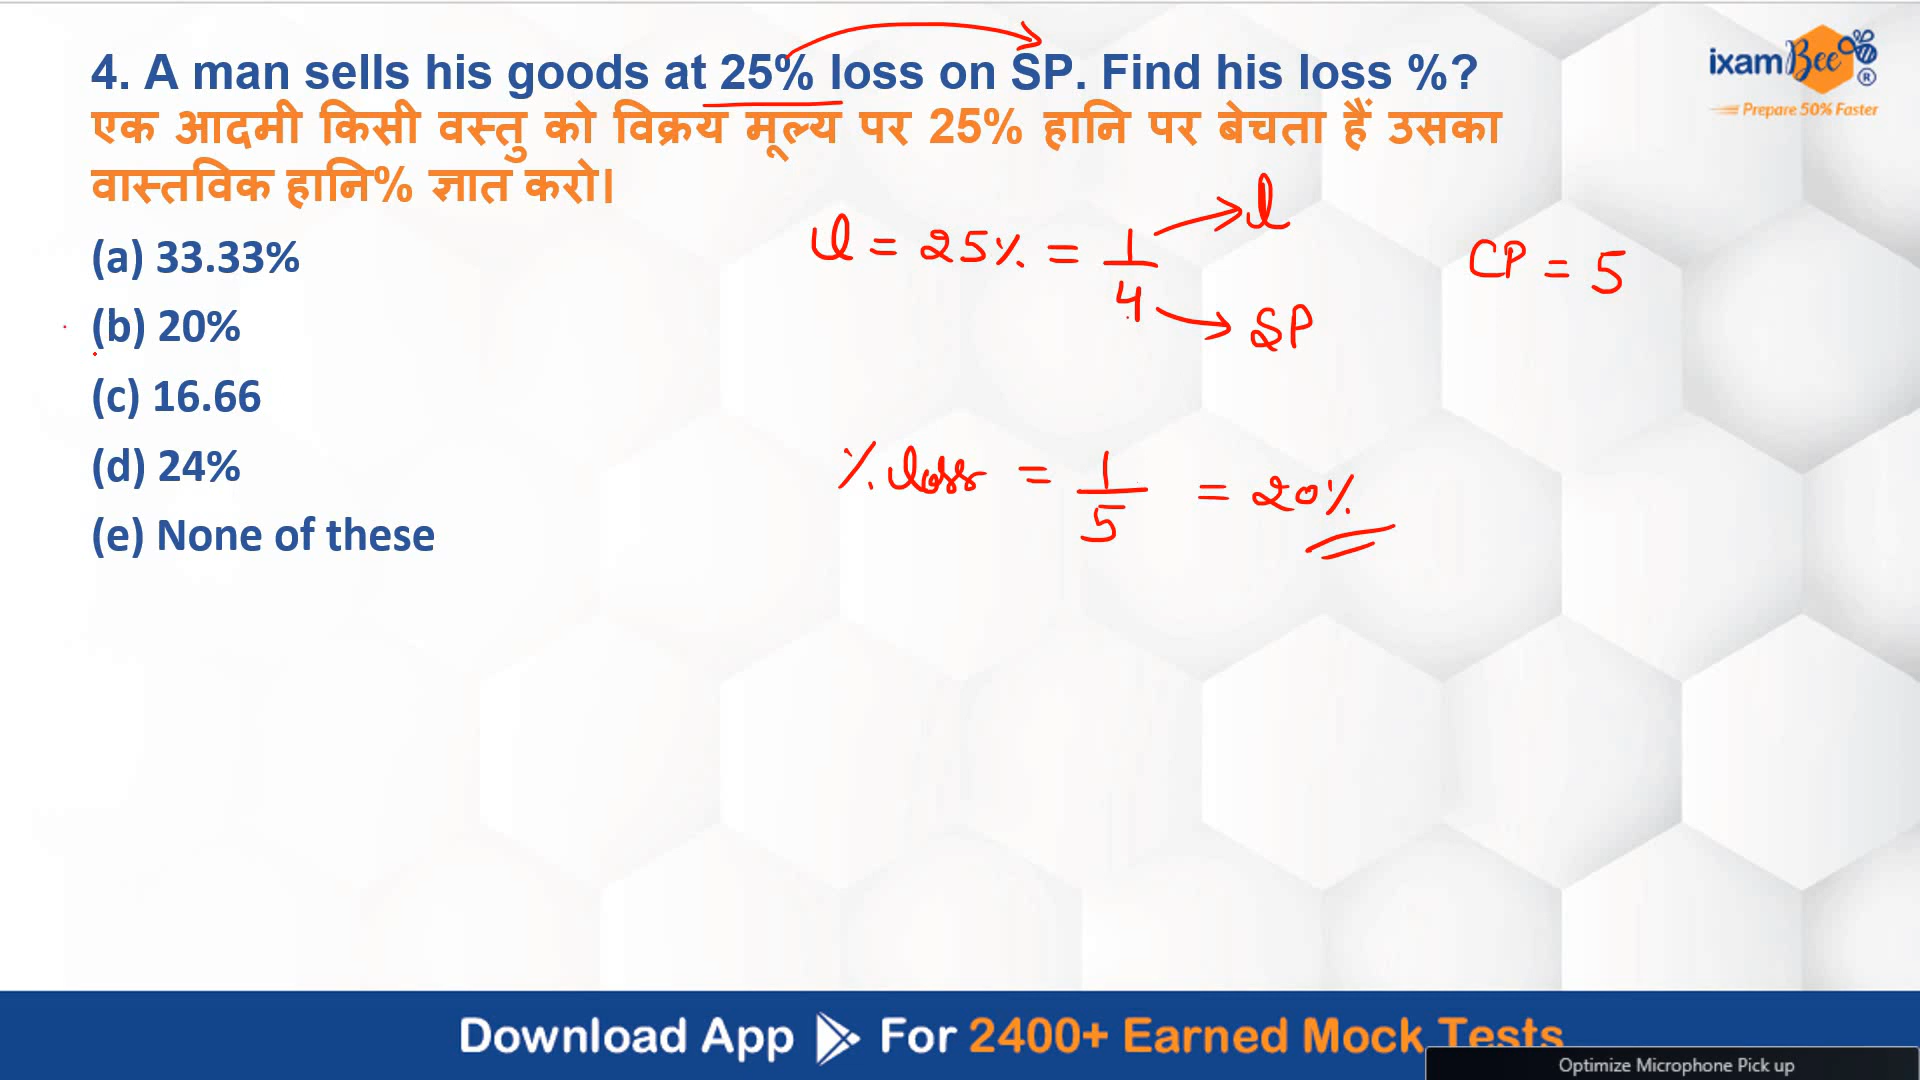 4. A man sells his goods at 25% loss on SP. Find his loss %?
एक आदमी किसी वस्तु को विक्रय मूल्य पर 25% हानि पर बेचता हैं उसका
वास्तविक हानि% ज्ञात करो।
(a) 33.33%
(b) 20%
(c) 16.66
(d) 24%
(e) None of these
l = 25% = 1/4
l
SP
CP = 5
% loss = 1/5 = 20%
ixamBee ®
Prepare 50% Faster
Download App For 2400+ Earned Mock Tests
Optimize Microphone Pick up